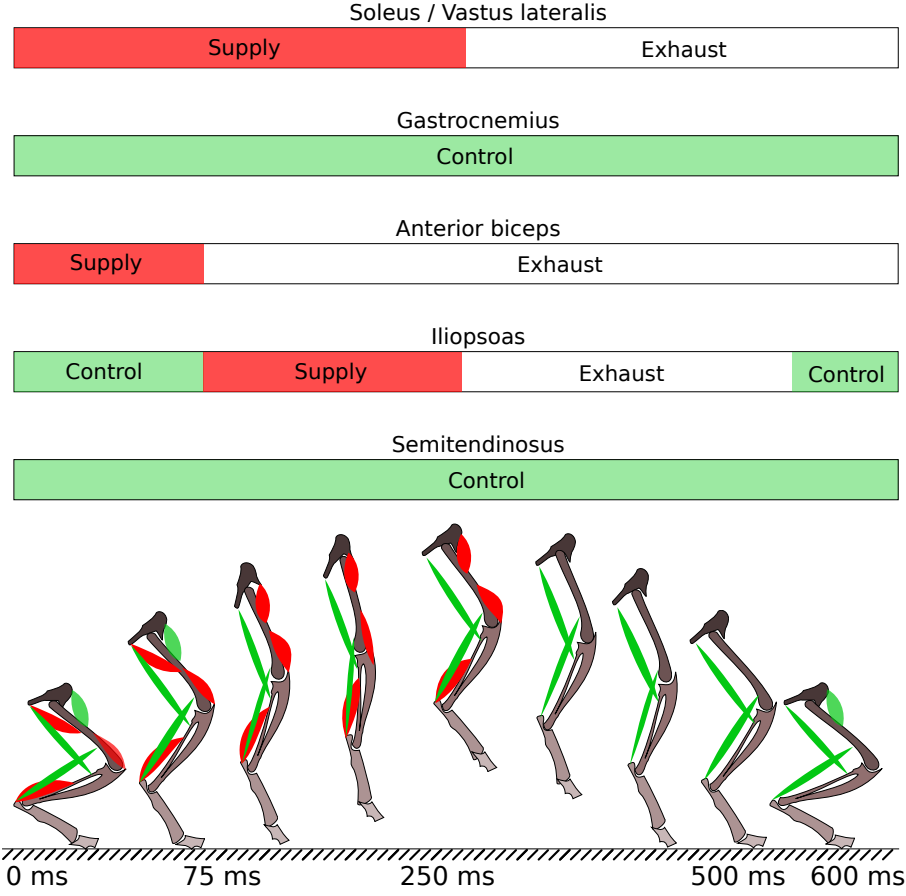 Soleus / Vastus lateralis
Supply Exhaust
Gastrocnemius
Control
Anterior biceps
Supply Exhaust
Iliopsoas
Control Supply Exhaust Control
Semitendinosus
Control
0 ms 75 ms 250 ms 500 ms 600 ms